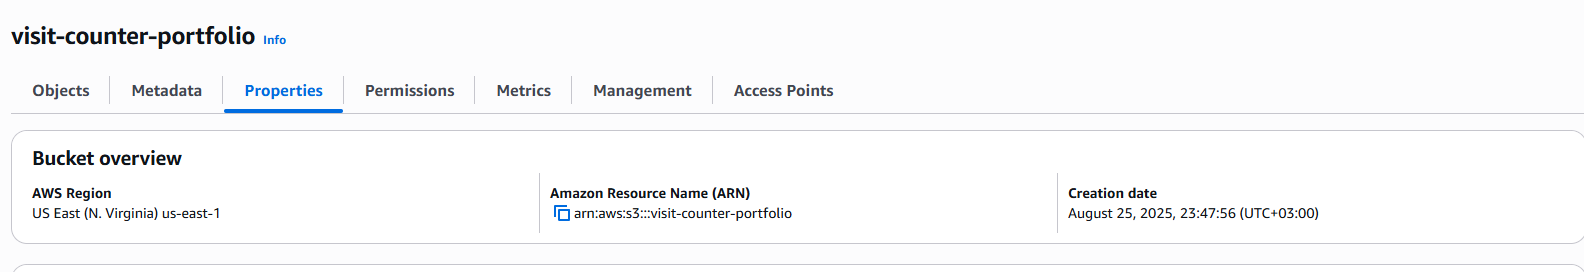 visit-counter-portfolio Info
Objects Metadata Properties Permissions Metrics Management Access Points
Bucket overview
AWS Region
US East (N. Virginia) us-east-1
Amazon Resource Name (ARN)
arn:aws:s3:::visit-counter-portfolio
Creation date
August 25, 2025, 23:47:56 (UTC+03:00)